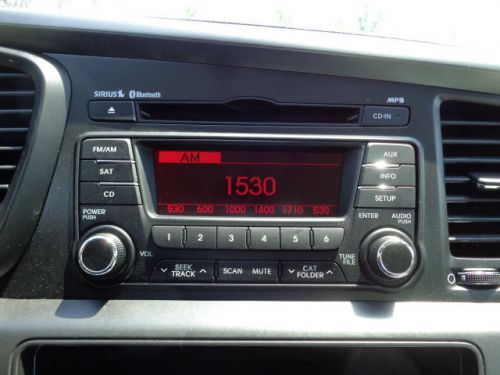 SIRIUS Bluetooth MP3
CD-IN
FM/AM AM AUX
SAT 1530 INFO
CD 530 600 1000 1400 1710 530 SETUP
POWER PUSH ENTER AUDIO PUSH
1 2 3 4 5 6
VOL TUNE FILE
SEEK TRACK SCAN MUTE CAT FOLDER